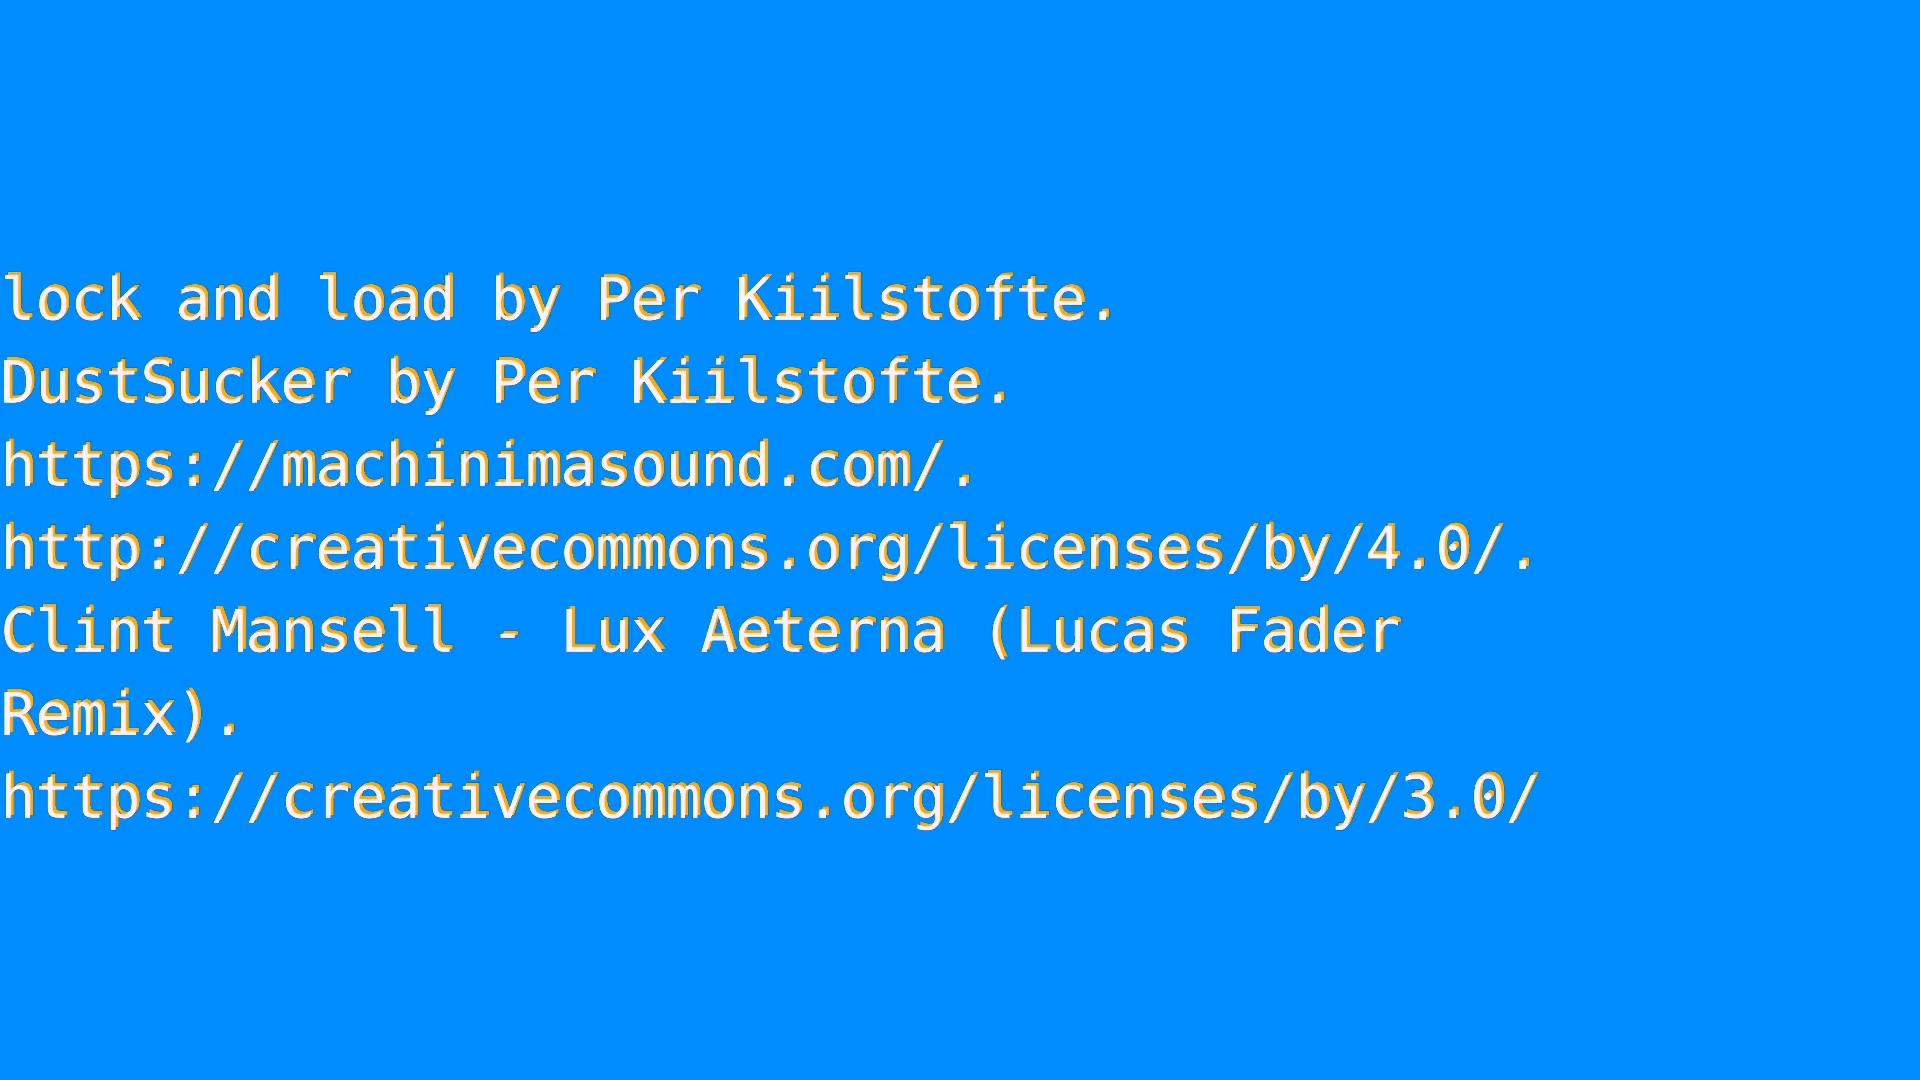 lock and load by Per Kiilstofte.
DustSucker by Per Kiilstofte.
https://machinimasound.com/.
http://creativecommons.org/licenses/by/4.0/.
Clint Mansell - Lux Aeterna (Lucas Fader
Remix).
https://creativecommons.org/licenses/by/3.0/